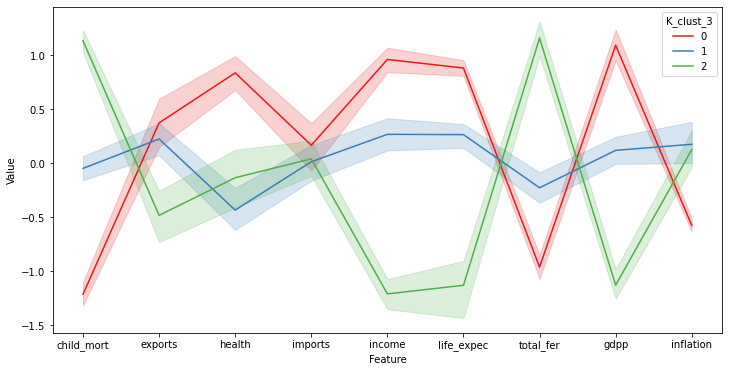 K_clust_3
0
1
2
1.0
0.5
0.0
−0.5
−1.0
−1.5
Value
child_mort exports health imports income life_expec total_fer gdpp inflation
Feature